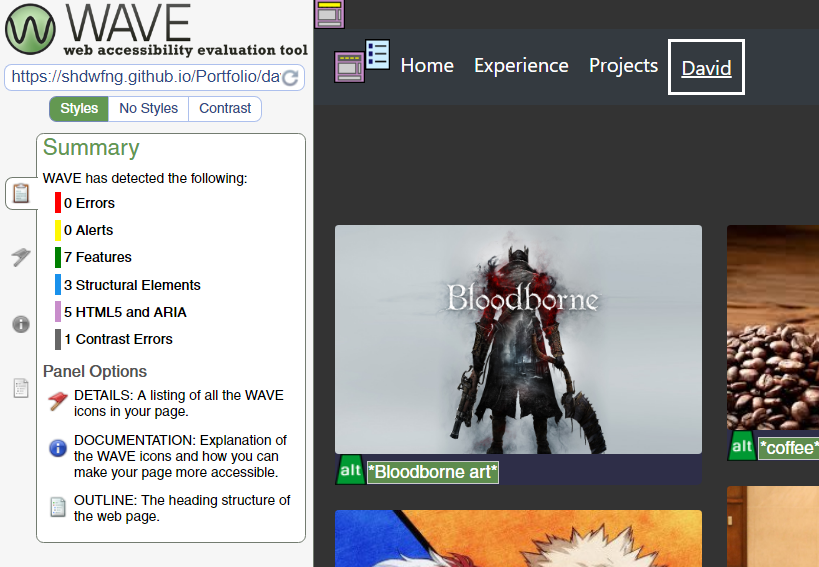 WAVE
web accessibility evaluation tool
https://shdwfng.github.io/Portfolio/da
Styles No Styles Contrast
Summary
WAVE has detected the following:
0 Errors
0 Alerts
7 Features
3 Structural Elements
5 HTML5 and ARIA
1 Contrast Errors
Panel Options
DETAILS: A listing of all the WAVE
icons in your page.
DOCUMENTATION: Explanation of
the WAVE icons and how you can
make your page more accessible.
OUTLINE: The heading structure of
the web page.
Home Experience Projects David
Bloodborne
alt *Bloodborne art*
alt *coffee*